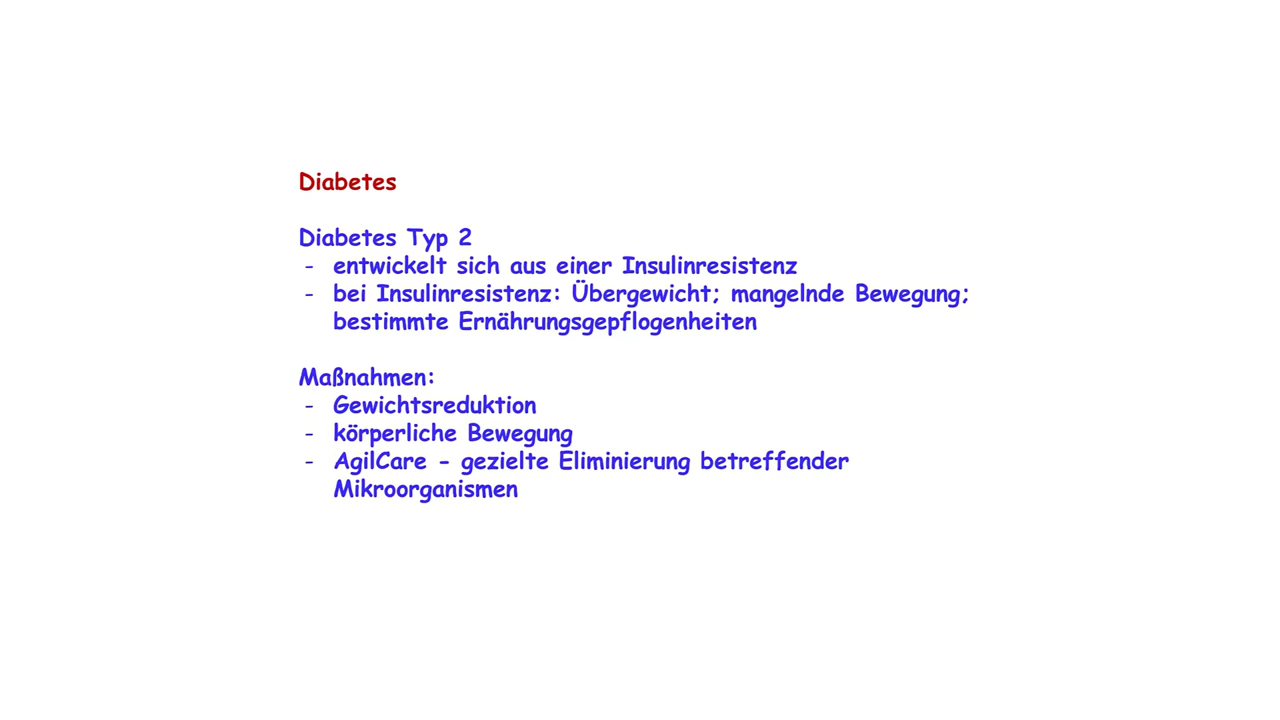 Diabetes
Diabetes Typ 2
- entwickelt sich aus einer Insulinresistenz
- bei Insulinresistenz: Übergewicht; mangelnde Bewegung;
bestimmte Ernährungsgepflogenheiten
Maßnahmen:
- Gewichtsreduktion
- körperliche Bewegung
- AgilCare - gezielte Eliminierung betreffender
Mikroorganismen